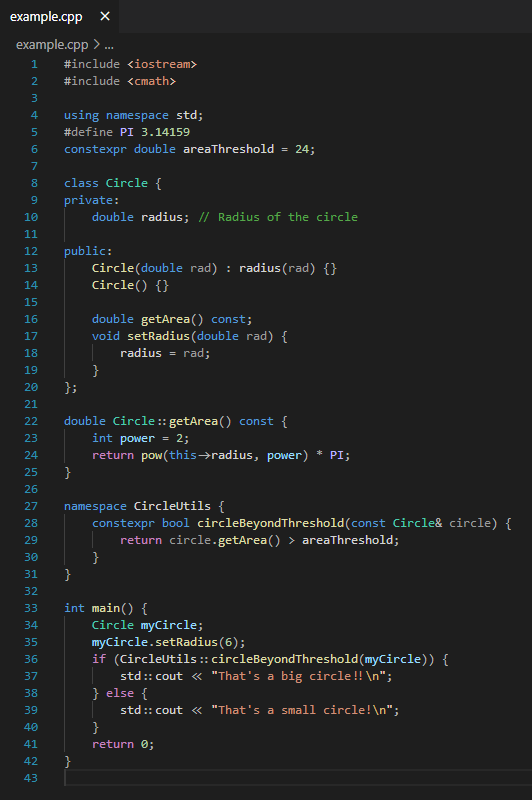 example.cpp ×
example.cpp > ...
1 #include <iostream>
2 #include <cmath>
3
4 using namespace std;
5 #define PI 3.14159
6 constexpr double areaThreshold = 24;
7
8 class Circle {
9 private:
10     double radius; // Radius of the circle
11
12 public:
13     Circle(double rad) : radius(rad) {}
14     Circle() {}
15
16     double getArea() const;
17     void setRadius(double rad) {
18         radius = rad;
19     }
20 };
21
22 double Circle::getArea() const {
23     int power = 2;
24     return pow(this->radius, power) * PI;
25 }
26
27 namespace CircleUtils {
28     constexpr bool circleBeyondThreshold(const Circle& circle) {
29         return circle.getArea() > areaThreshold;
30     }
31 }
32
33 int main() {
34     Circle myCircle;
35     myCircle.setRadius(6);
36     if (CircleUtils::circleBeyondThreshold(myCircle)) {
37         std::cout << "That's a big circle!!\n";
38     } else {
39         std::cout << "That's a small circle!\n";
40     }
41     return 0;
42 }
43